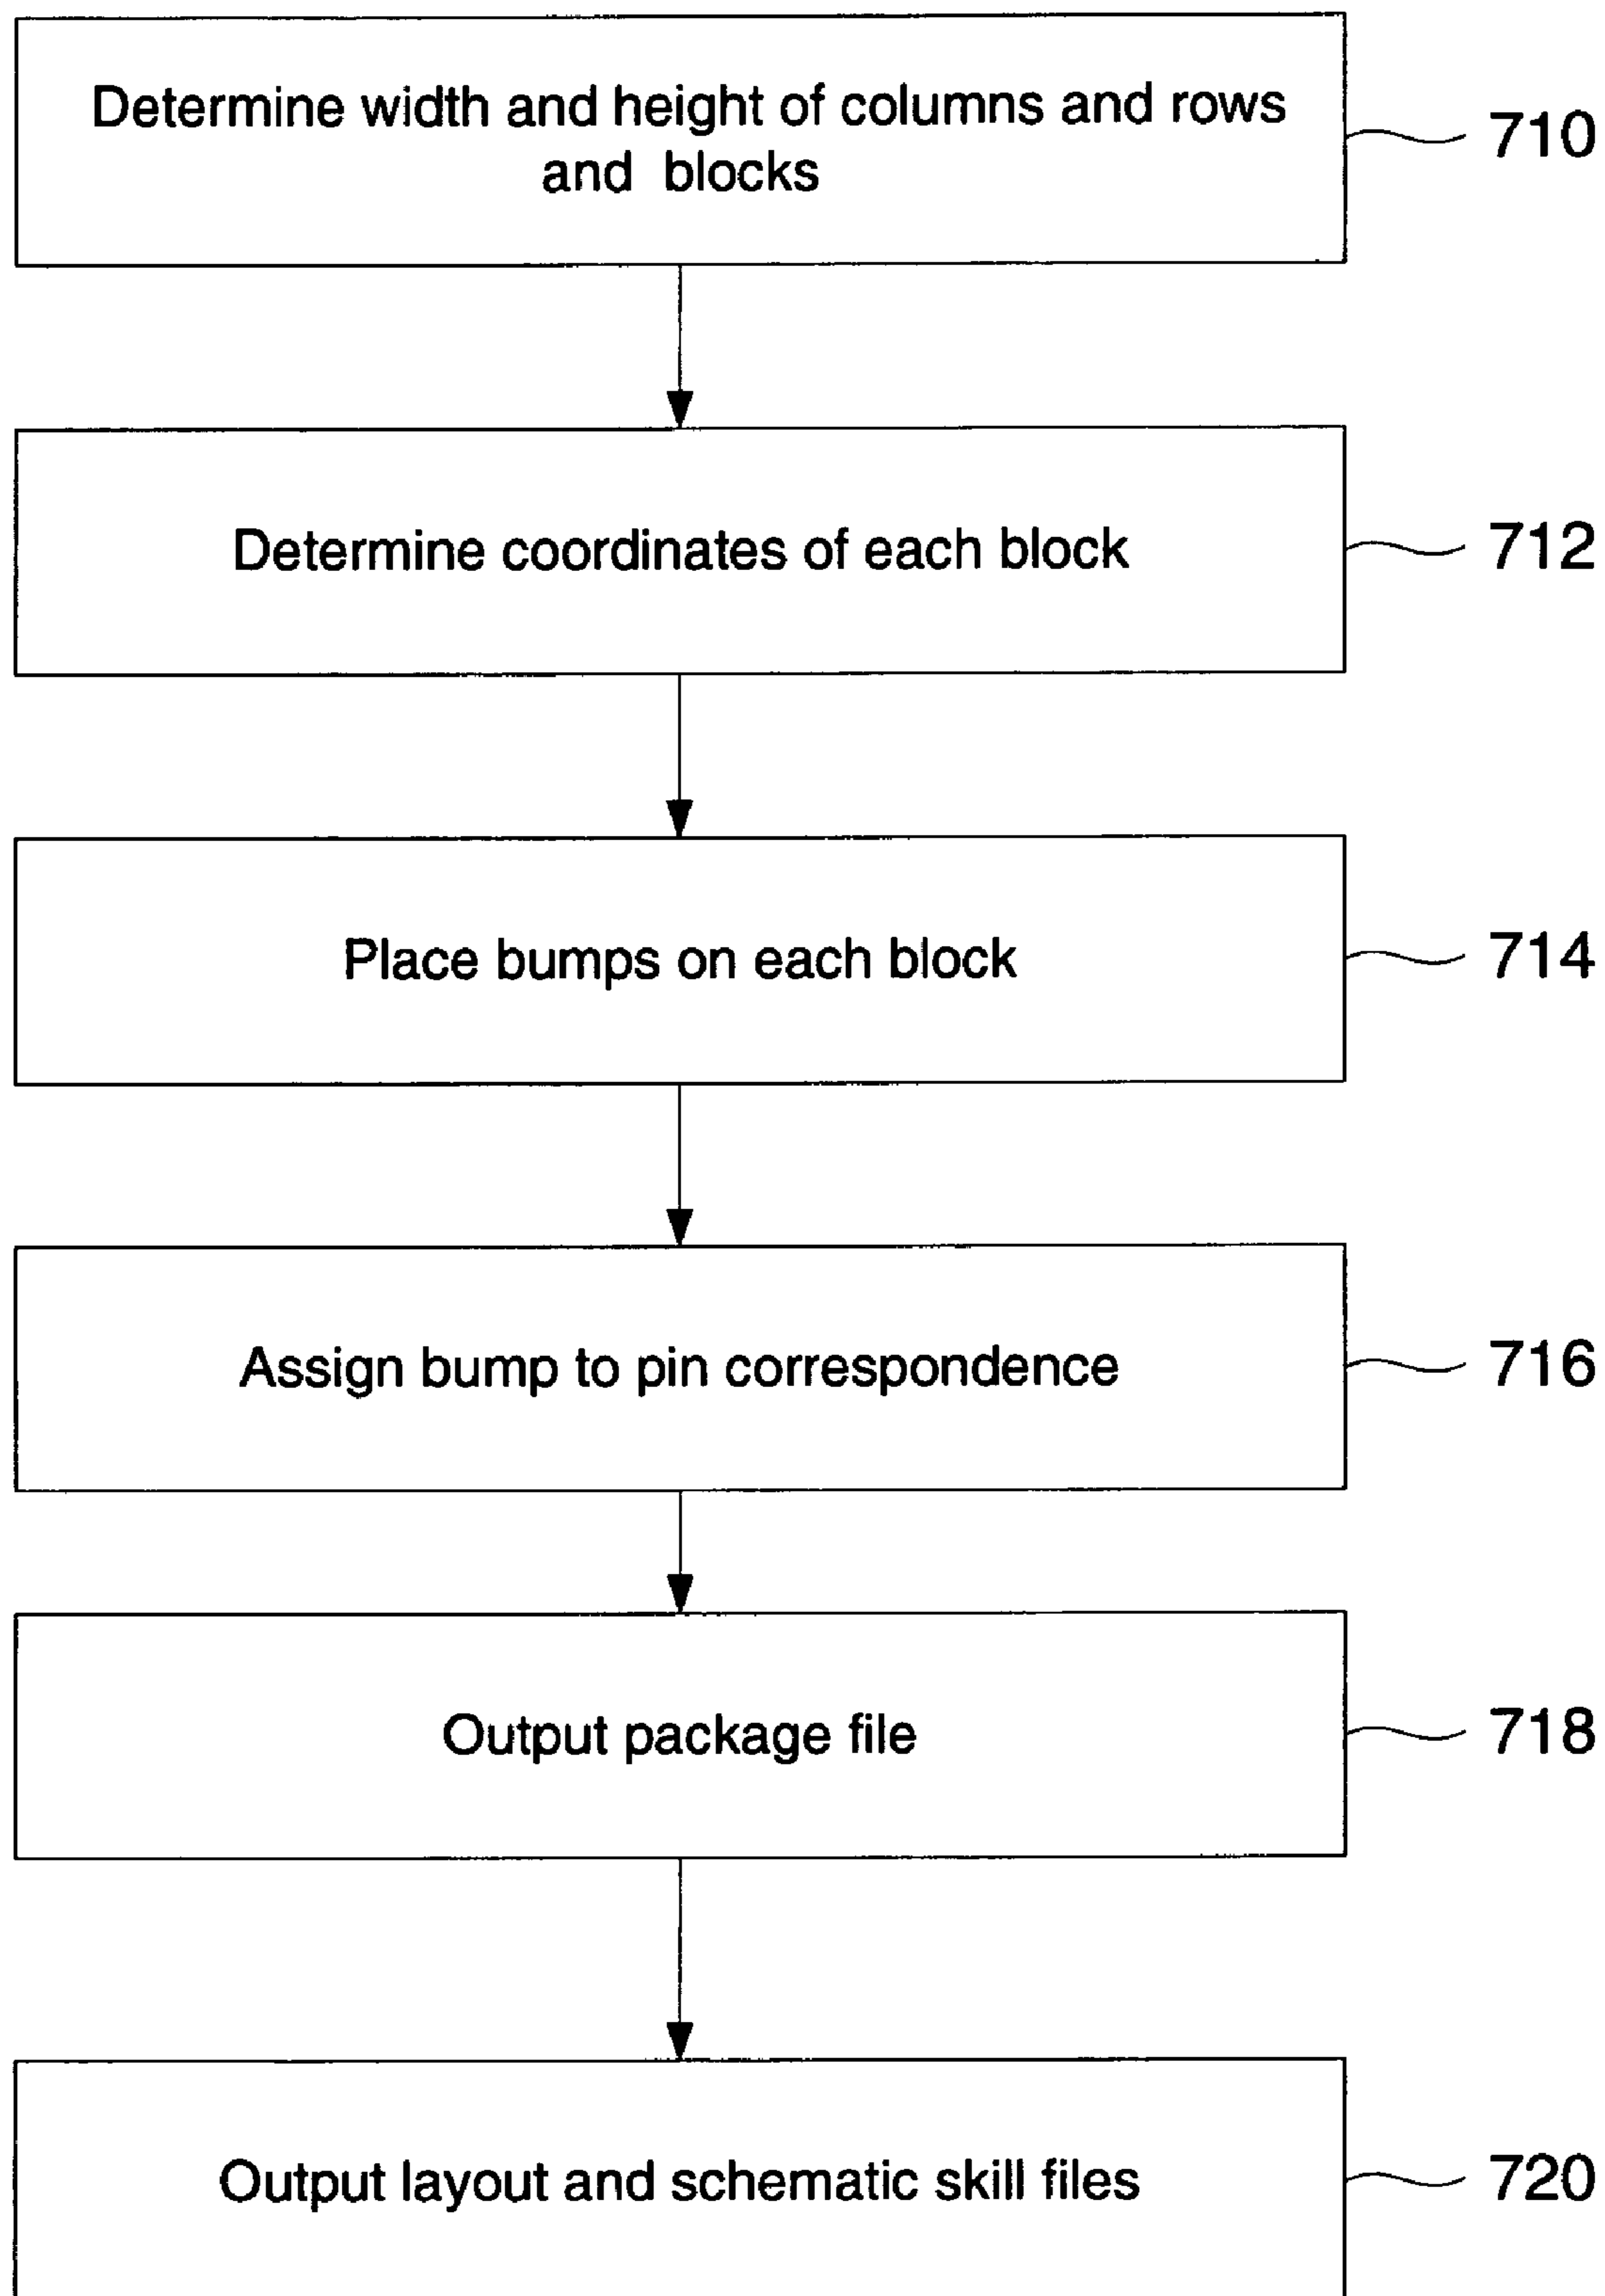 Determine width and height of columns and rows
and blocks
710
Determine coordinates of each block
712
Place bumps on each block
714
Assign bump to pin correspondence
716
Output package file
718
Output layout and schematic skill files
720